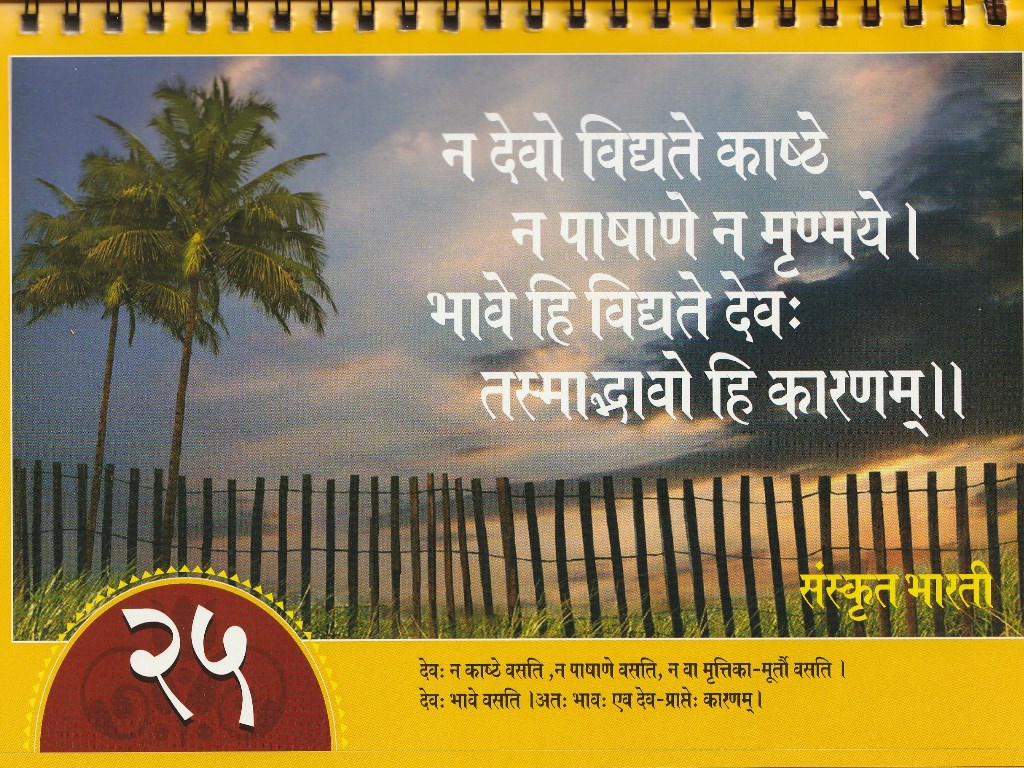 न देवो विद्यते काष्ठे
न पाषाणे न मृण्मये ।
भावे हि विद्यते देवः
तस्माद्भावो हि कारणम् ।।
संस्कृत भारती
२५
देवः न काष्ठे वसति ,न पाषाणे वसति, न वा मृत्तिका-मूर्तौ वसति ।
देवः भावे वसति ।अतः भावः एव देव-प्राप्तेः कारणम् ।